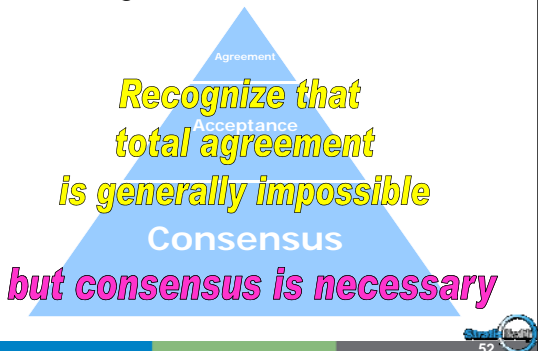 Agreement
Recognize that
Acceptance
total agreement
is generally impossible
Consensus
but consensus is necessary
52